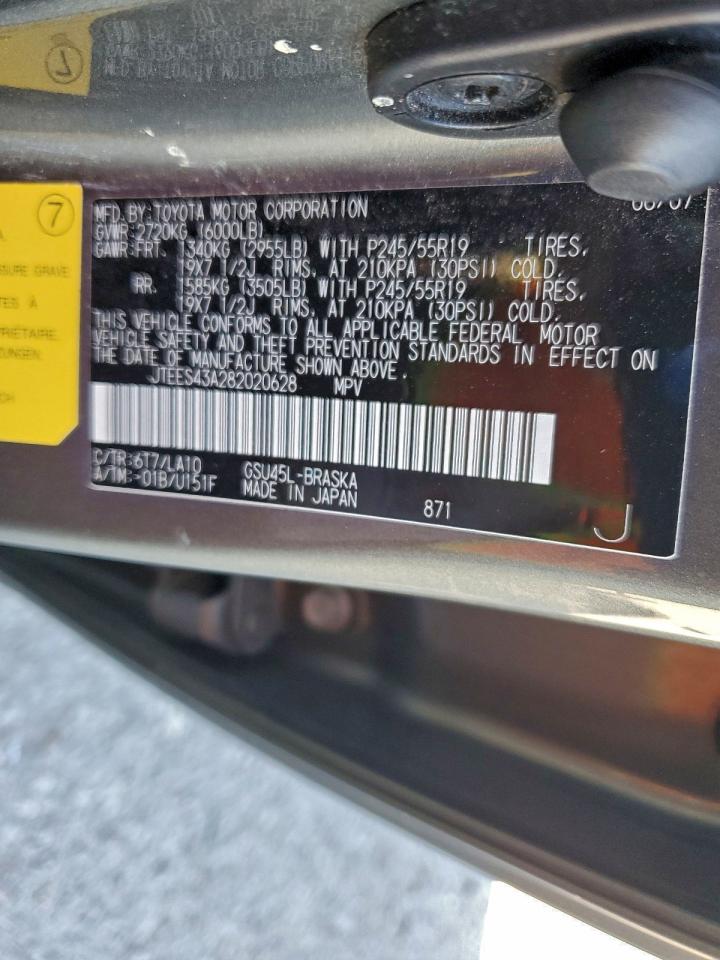 7
MFD. BY: TOYOTA MOTOR CORPORATION
GVWR: 2720KG (6000LB)
GAWR: FRT. 1340KG (2955LB) WITH P245/55R19 TIRES,
19X7 1/2J RIMS, AT 210KPA (30PSI) COLD.
RR. 1585KG (3505LB) WITH P245/55R19 TIRES,
19X7 1/2J RIMS, AT 210KPA (30PSI) COLD.
THIS VEHICLE CONFORMS TO ALL APPLICABLE FEDERAL MOTOR
VEHICLE SAFETY AND THEFT PREVENTION STANDARDS IN EFFECT ON
THE DATE OF MANUFACTURE SHOWN ABOVE.
JTEES43A282020628 MPV
C/TR: 6T7/LA10 GSU45L-BRASKA
A/TM: -01B/U151F MADE IN JAPAN 871 J
GRAVE
À